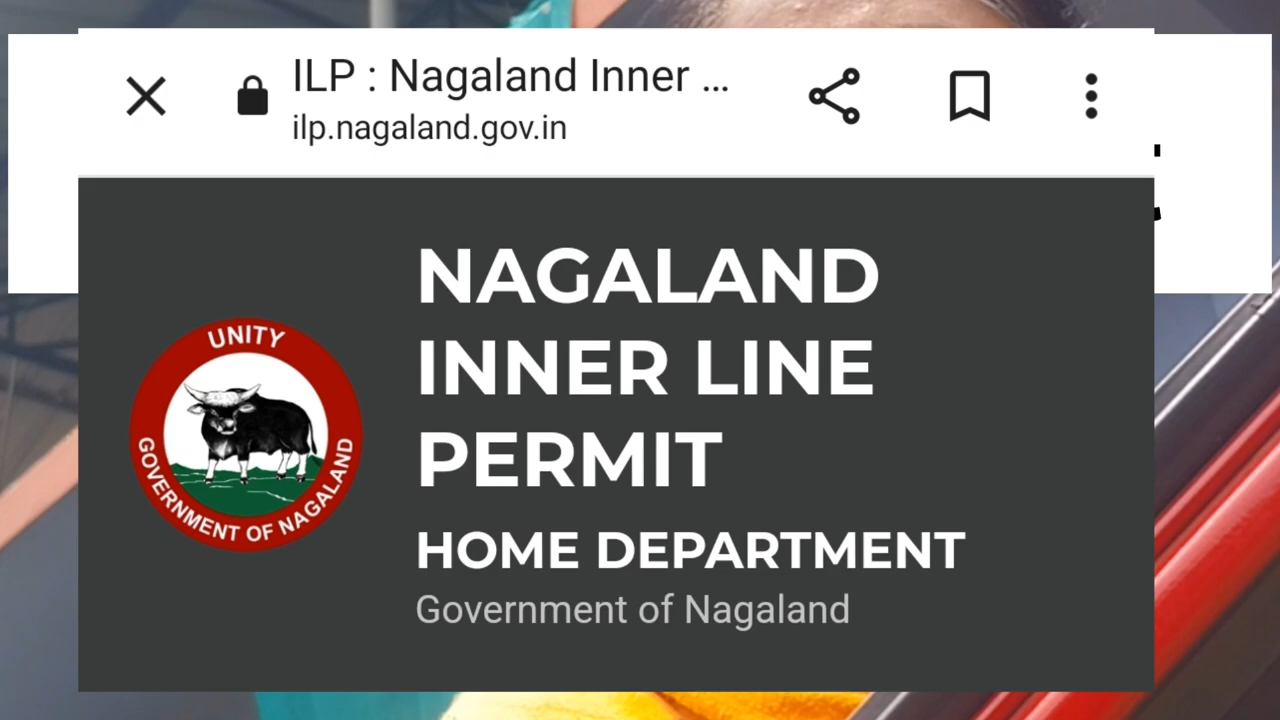 ILP : Nagaland Inner ...
ilp.nagaland.gov.in
NAGALAND
INNER LINE
PERMIT
HOME DEPARTMENT
Government of Nagaland
UNITY
GOVERNMENT OF NAGALAND